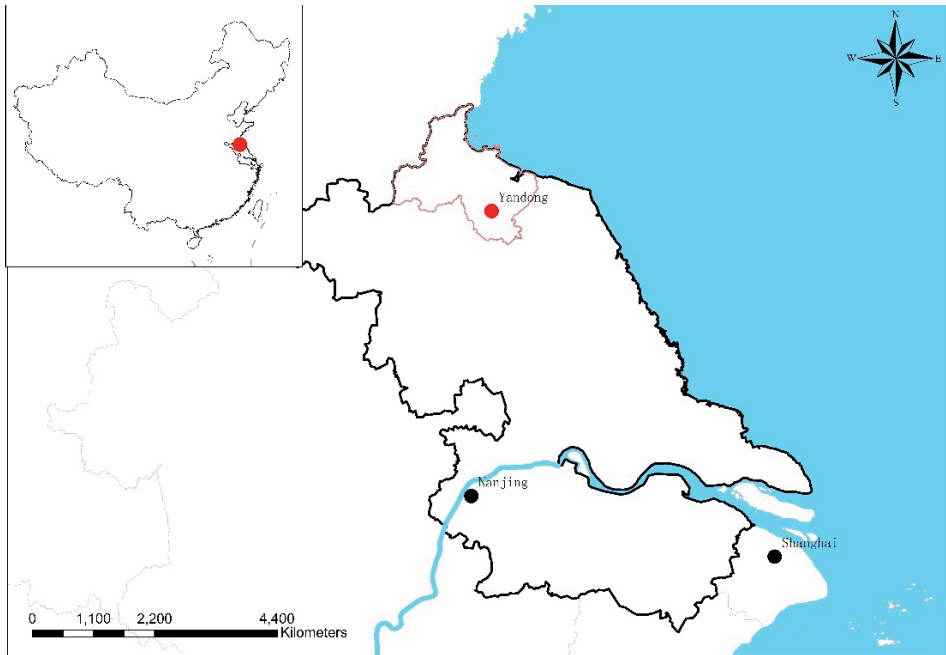 N
W E
S
Yandong
Nanjing
Shanghai
0 1,100 2,200 4,400
Kilometers